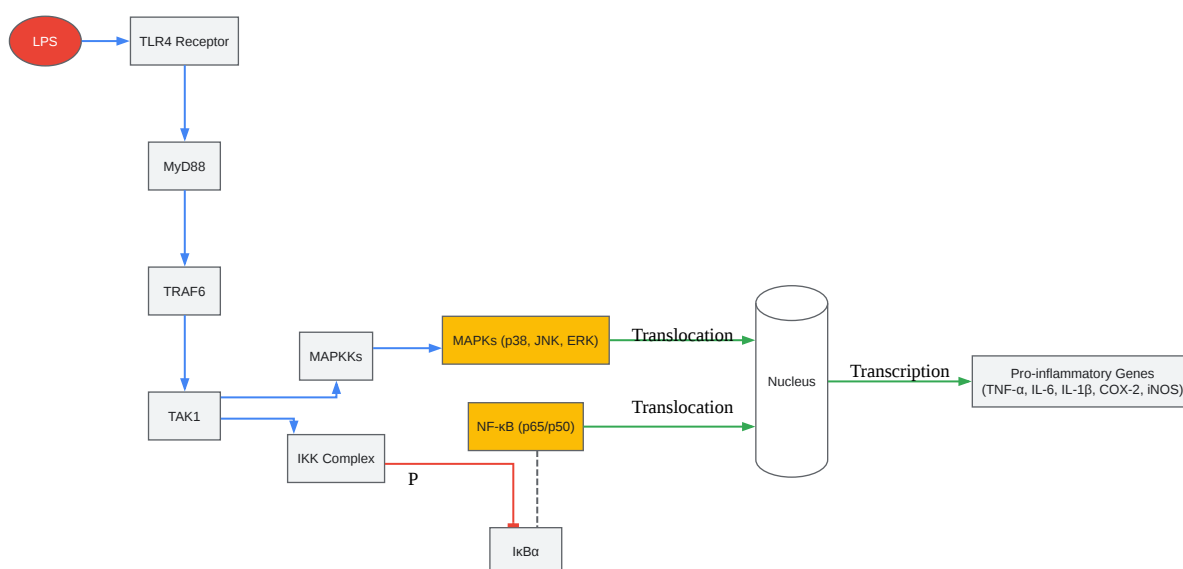 LPS
TLR4 Receptor
MyD88
TRAF6
TAK1
MAPKKs
IKK Complex
P
MAPKs (p38, JNK, ERK)
NF-κB (p65/p50)
IκBα
Translocation
Translocation
Nucleus
Transcription
Pro-inflammatory Genes
(TNF-α, IL-6, IL-1β, COX-2, iNOS)